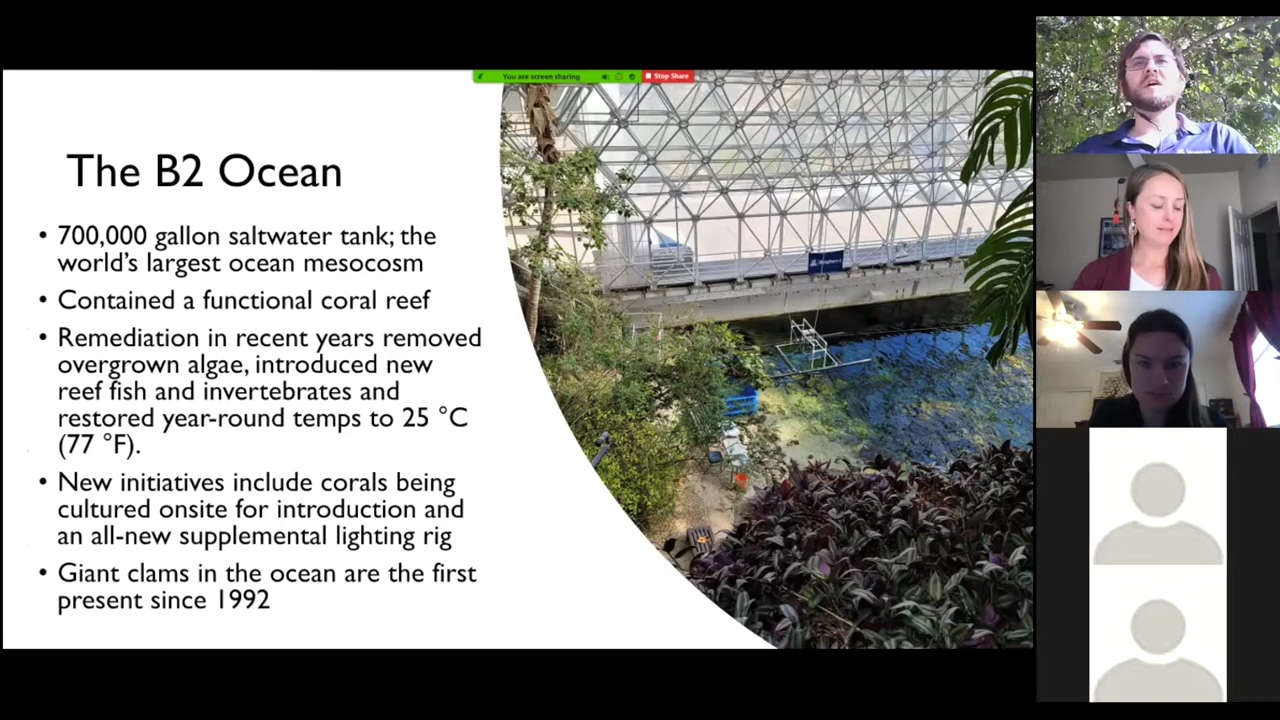 You are screen sharing
Stop Share
The B2 Ocean
• 700,000 gallon saltwater tank; the
world’s largest ocean mesocosm
• Contained a functional coral reef
• Remediation in recent years removed
overgrown algae, introduced new
reef fish and invertebrates and
restored year-round temps to 25 °C
(77 °F).
• New initiatives include corals being
cultured onsite for introduction and
an all-new supplemental lighting rig
• Giant clams in the ocean are the first
present since 1992